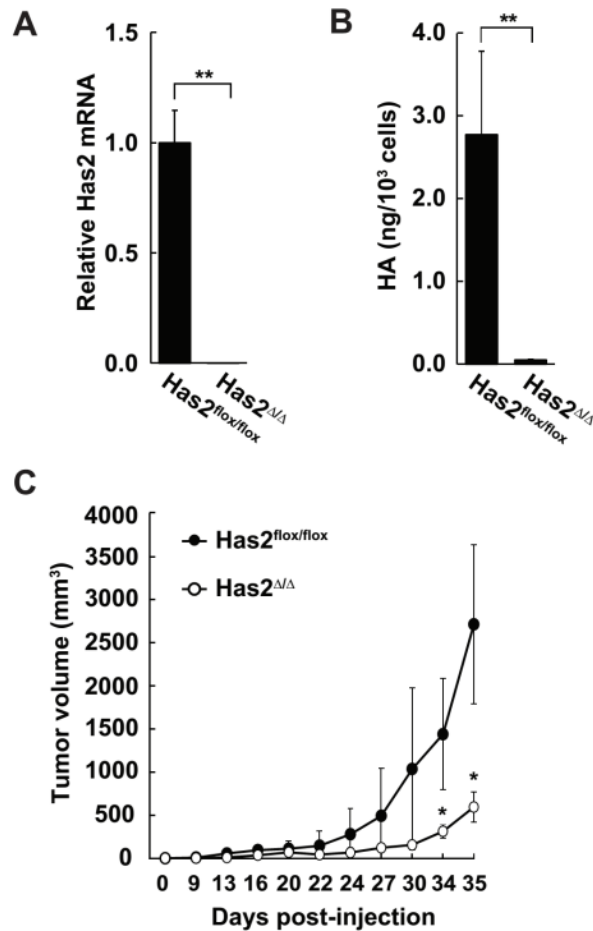 A
Relative Has2 mRNA
1.5
1.0
0.5
0.0
**
Has2flox/flox
Has2Δ/Δ
B
HA (ng/10³ cells)
4.0
3.0
2.0
1.0
0.0
**
Has2flox/flox
Has2Δ/Δ
C
Tumor volume (mm³)
4000
3500
3000
2500
2000
1500
1000
500
0
Has2flox/flox
Has2Δ/Δ
* *
0 9 13 16 20 22 24 27 30 34 35
Days post-injection